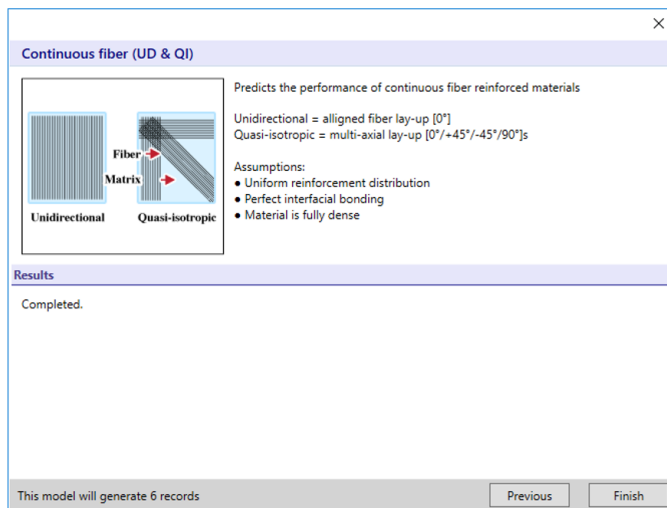 Continuous fiber (UD & QI)
Fiber
Matrix
Unidirectional
Quasi-isotropic
Predicts the performance of continuous fiber reinforced materials
Unidirectional = alligned fiber lay-up [0°]
Quasi-isotropic = multi-axial lay-up [0°/+45°/-45°/90°]s
Assumptions:
● Uniform reinforcement distribution
● Perfect interfacial bonding
● Material is fully dense
Results
Completed.
This model will generate 6 records
Previous
Finish